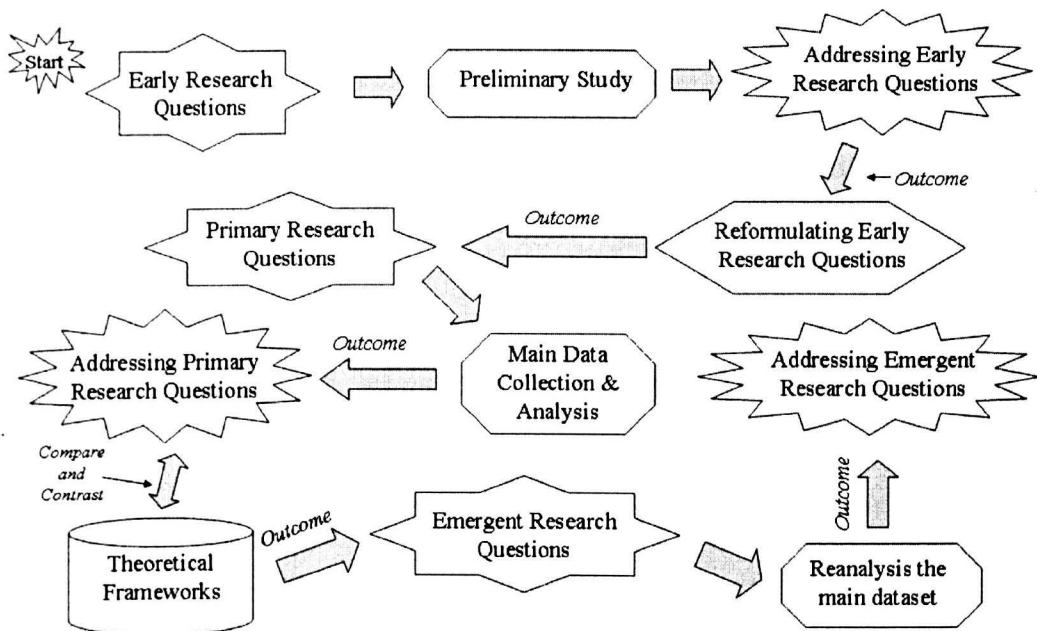 Start
Early Research
Questions
Preliminary Study
Addressing Early
Research Questions
Outcome
Reformulating Early
Research Questions
Outcome
Primary Research
Questions
Main Data
Collection &
Analysis
Outcome
Addressing Primary
Research Questions
Compare
and
Contrast
Theoretical
Frameworks
Outcome
Emergent Research
Questions
Reanalysis the
main dataset
Outcome
Addressing Emergent
Research Questions